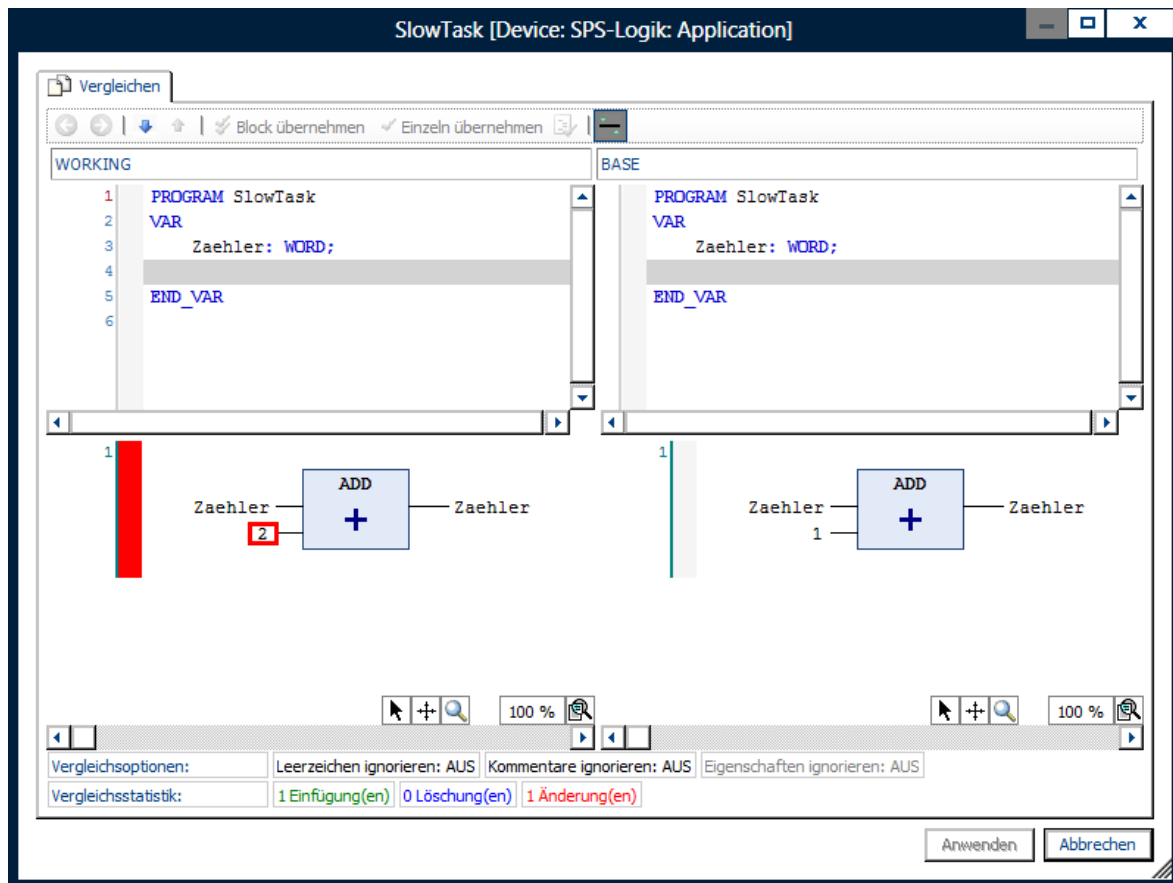 SlowTask [Device: SPS-Logik: Application]
Vergleichen
Block übernehmen Einzeln übernehmen
WORKING
1 PROGRAM SlowTask
2 VAR
3 Zaehler: WORD;
4
5 END_VAR
6
BASE
PROGRAM SlowTask
VAR
Zaehler: WORD;
END_VAR
1
ADD
Zaehler + Zaehler
2
100 %
1
ADD
Zaehler + Zaehler
1
100 %
Vergleichsoptionen: Leerzeichen ignorieren: AUS Kommentare ignorieren: AUS Eigenschaften ignorieren: AUS
Vergleichsstatistik: 1 Einfügung(en) 0 Löschung(en) 1 Änderung(en)
Anwenden Abbrechen